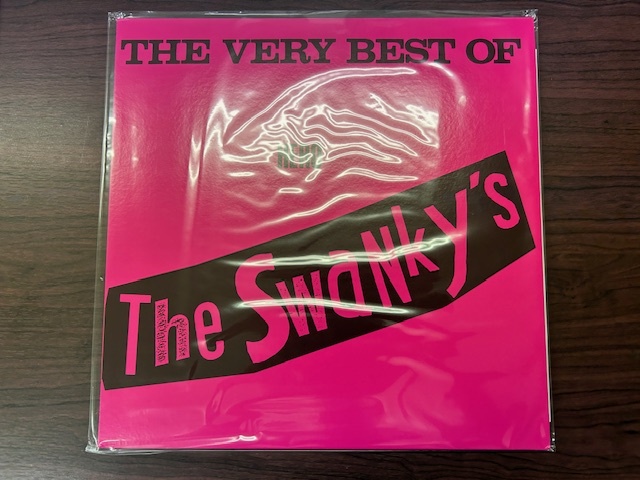 THE VERY BEST OF
The Swanky's